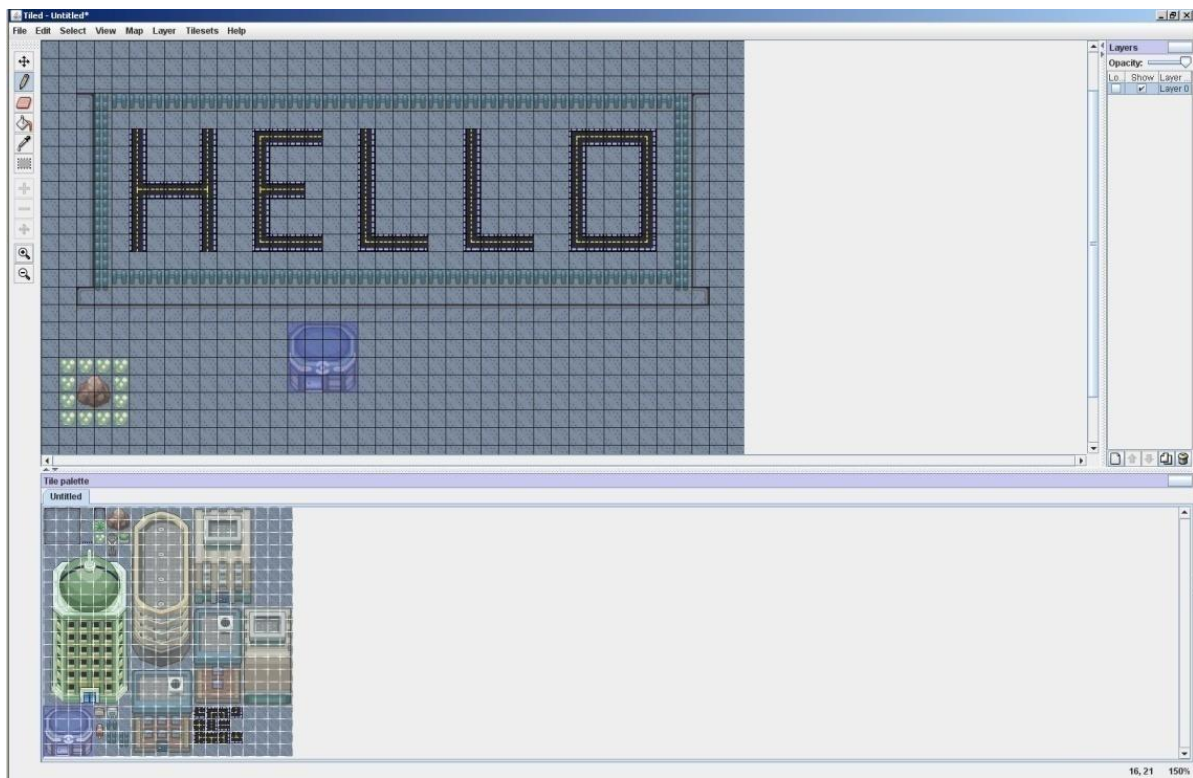 Tiled - Untitled*
File Edit Select View Map Layer Tilesets Help
Layers
Opacity:
Lo... Show Layer ...
Layer 0
HELLO
Tile palette
Untitled
16, 21 150%